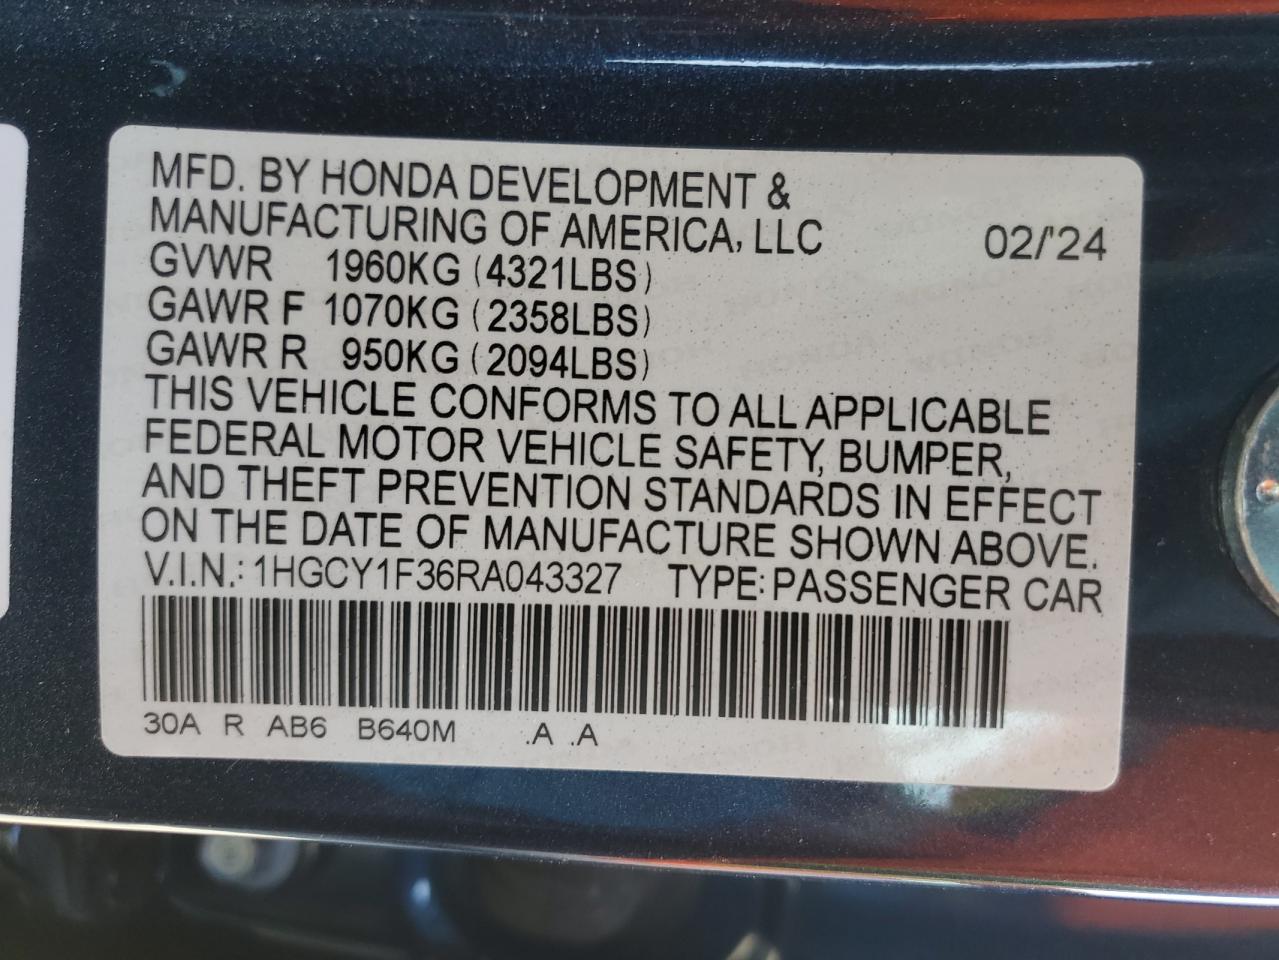 MFD. BY HONDA DEVELOPMENT &
MANUFACTURING OF AMERICA, LLC 02/'24
GVWR 1960KG (4321LBS)
GAWR F 1070KG (2358LBS)
GAWR R 950KG (2094LBS)
THIS VEHICLE CONFORMS TO ALL APPLICABLE
FEDERAL MOTOR VEHICLE SAFETY, BUMPER,
AND THEFT PREVENTION STANDARDS IN EFFECT
ON THE DATE OF MANUFACTURE SHOWN ABOVE.
V.I.N.: 1HGCY1F36RA043327 TYPE: PASSENGER CAR
30A R AB6 B640M .A .A